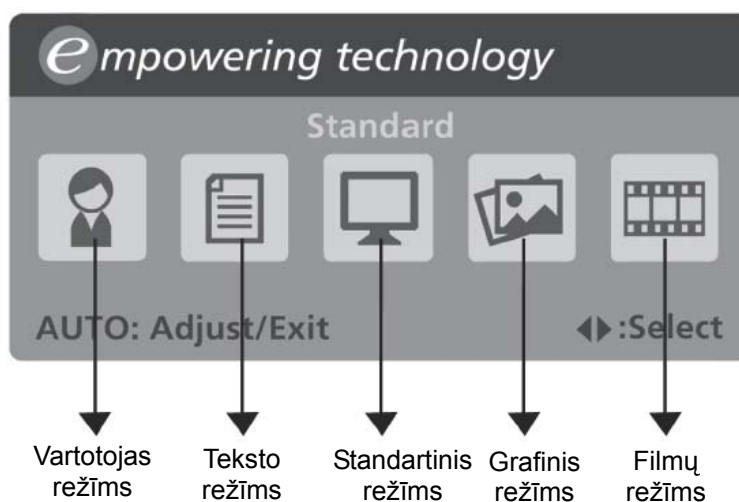 empowering technology
Standard
AUTO: Adjust/Exit
:Select
Vartotojas
režīms
Teksto
režīms
Standartinis
režīms
Grafinis
režīms
Filmų
režīms